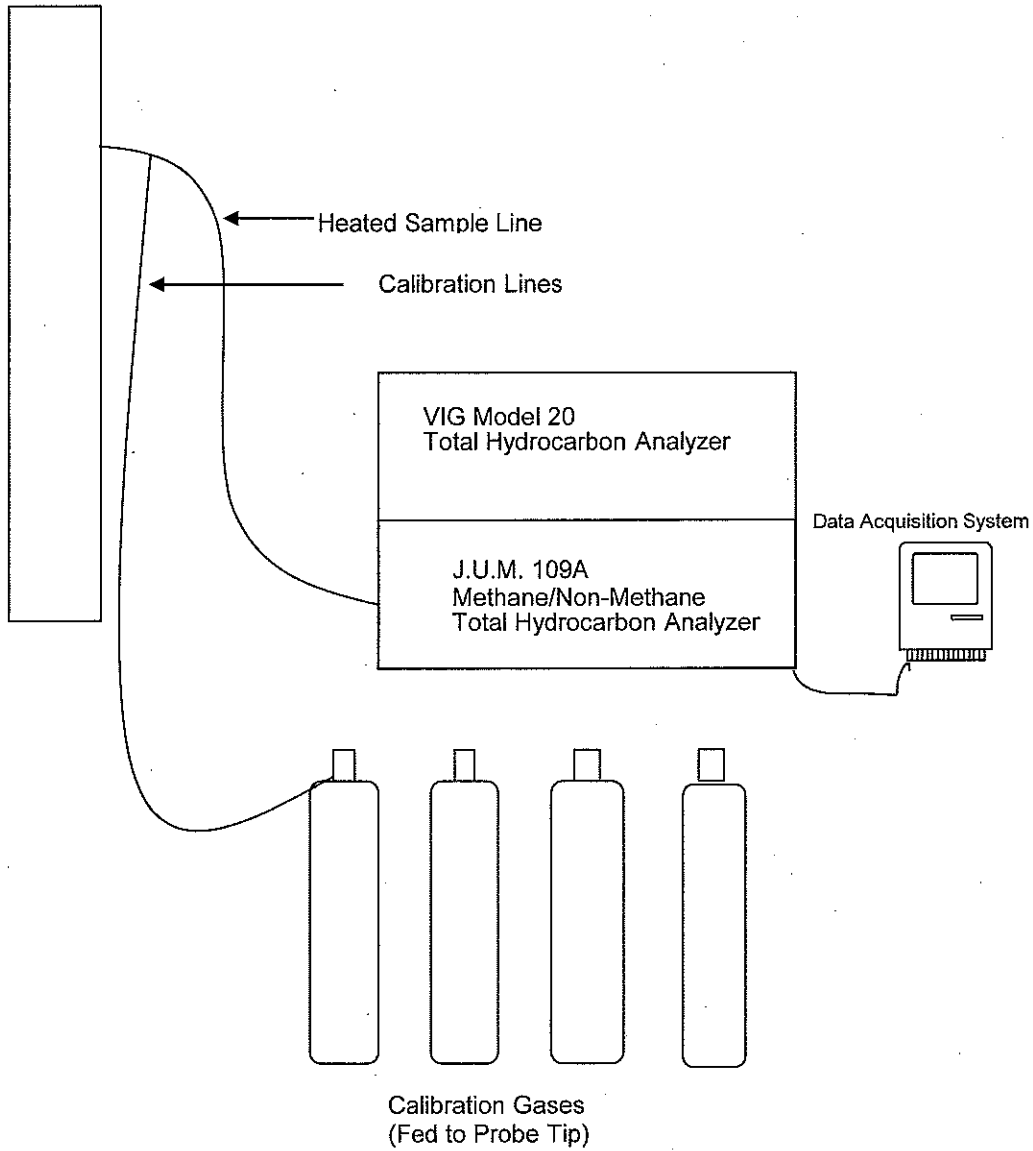 Heated Sample Line
Calibration Lines
VIG Model 20
Total Hydrocarbon Analyzer
Data Acquisition System
J.U.M. 109A
Methane/Non-Methane
Total Hydrocarbon Analyzer
Calibration Gases
(Fed to Probe Tip)